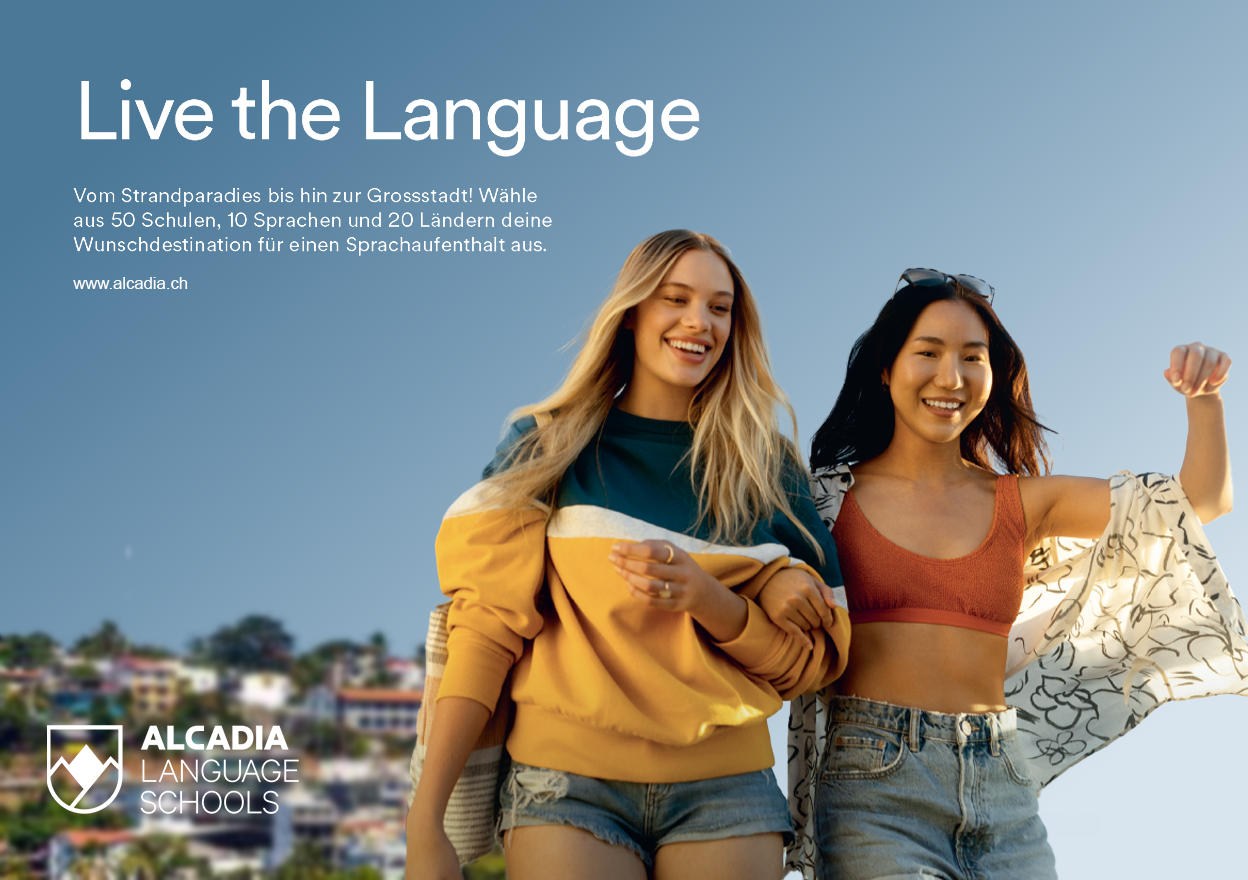 Live the Language
Vom Strandparadies bis hin zur Grossstadt! Wähle
aus 50 Schulen, 10 Sprachen und 20 Ländern deine
Wunschdestination für einen Sprachaufenthalt aus.
www.alcadia.ch
ALCADIA
LANGUAGE
SCHOOLS